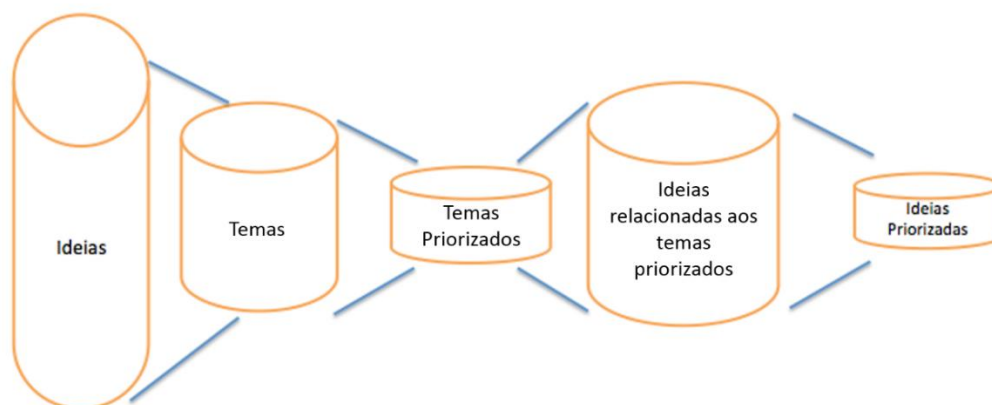 Ideias
Temas
Temas
Priorizados
Ideias
relacionadas aos
temas
priorizados
Ideias
Priorizadas